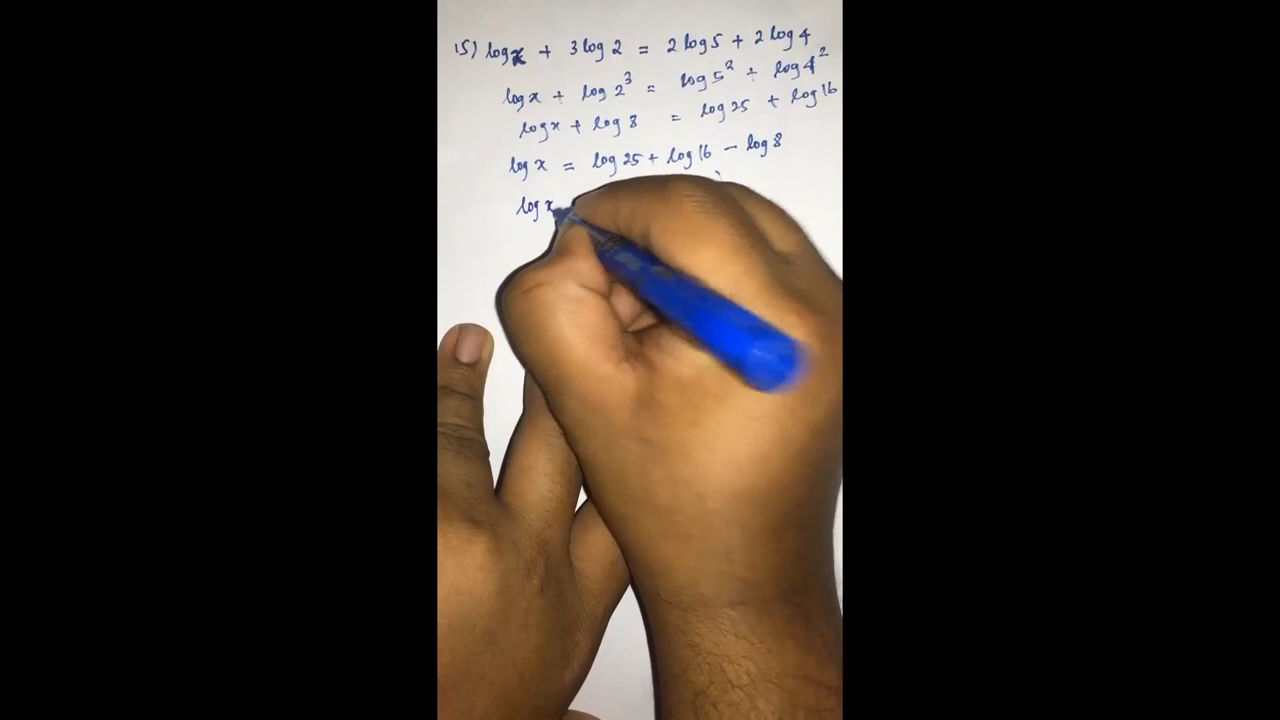 15) log x + 3 log 2 = 2 log 5 + 2 log 4
log x + log 2³ = log 5² + log 4²
log x + log 8 = log 25 + log 16
log x = log 25 + log 16 - log 8
log x